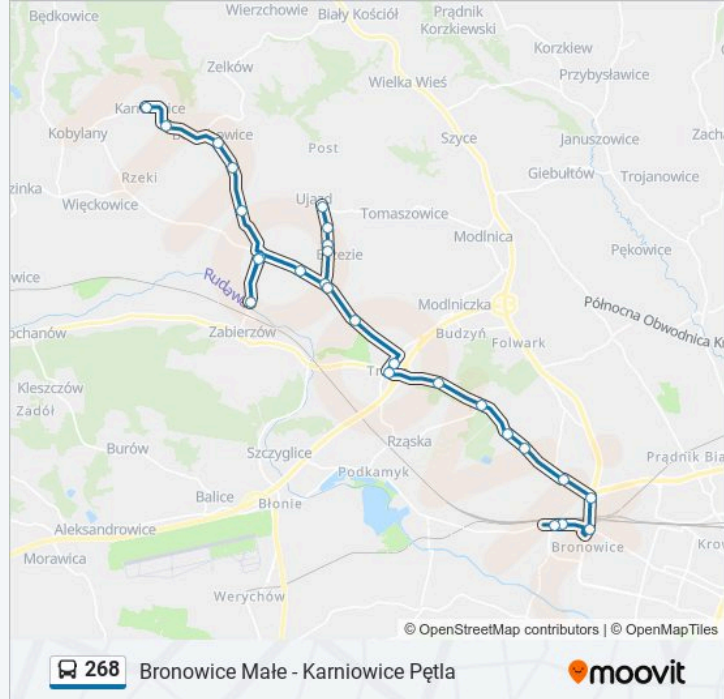 Będkowice
Wierzchowie
Biały Kościół
Prądnik
Korzkiewski
Korzkiew
Zelków
Wielka Wieś
Przybysławice
Kobylany
Post
Szyce
Januszowice
Rzeki
Giebułtów
Trojanowice
Więckowice
Ujazd
Tomaszowice
Modlnica
Pękowice
Modlniczka
Północna Obwodnica K
Zabierzów
Budzyń
Folwark
Kleszczów
Zadół
Rząska
Burów
Szczyglice
Prądnik Bia
Podkamyk
Balice
Błonie
Aleksandrowice
Bronowice
Morawica
Werychów
© OpenStreetMap contributors | © OpenMapTiles
268 Bronowice Małe - Karniowice Pętla
moovit